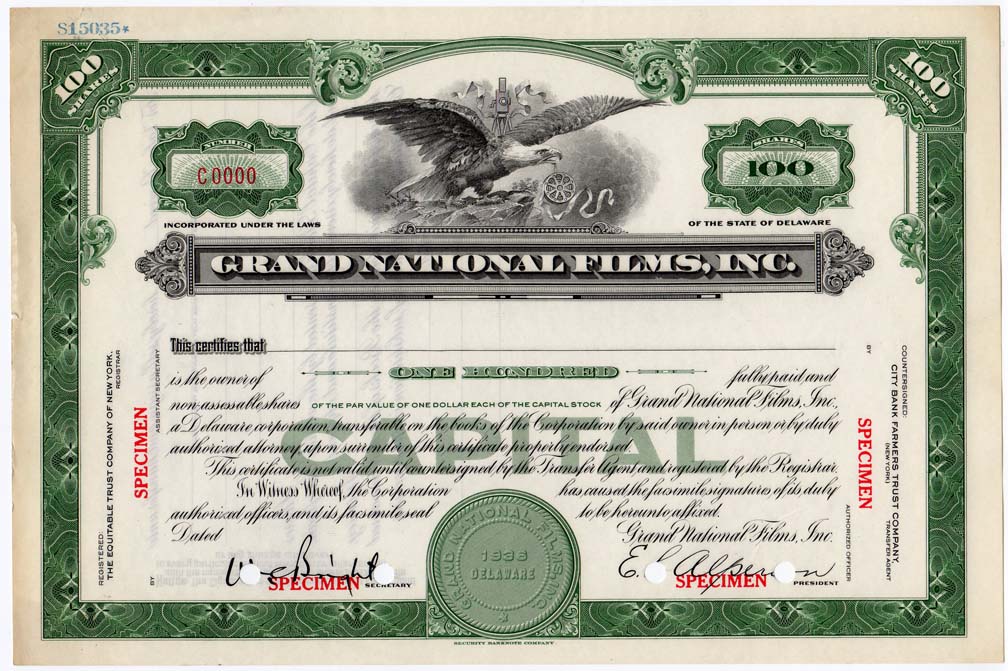 S15035*
100
SHARES
100
SHARES
NUMBER
C0000
SHARES
100
INCORPORATED UNDER THE LAWS
OF THE STATE OF DELAWARE
GRAND NATIONAL FILMS, INC.
This certifies that
is the owner of ONE HUNDRED fully paid and
non-assessable shares OF THE PAR VALUE OF ONE DOLLAR EACH OF THE CAPITAL STOCK of Grand National Films, Inc.,
a Delaware corporation, transferable on the books of the Corporation by said owner in person, or by duly
authorized attorney upon surrender of this certificate properly endorsed.
CAPITAL
This certificate is not valid until countersigned by the Transfer Agent and registered by the Registrar.
In Witness Whereof, the Corporation has caused the facsimile signatures of its duly
authorized officers, and its facsimile seal to be hereunto affixed.
Dated
Grand National Films, Inc.
SPECIMEN
SECRETARY
SPECIMEN
PRESIDENT
GRAND NATIONAL FILMS, INC.
1936
DELAWARE
REGISTERED:
THE EQUITABLE TRUST COMPANY OF NEW YORK,
REGISTRAR
BY
ASSISTANT SECRETARY
SPECIMEN
COUNTERSIGNED:
CITY BANK FARMERS TRUST COMPANY,
(NEW YORK)
TRANSFER AGENT
BY
AUTHORIZED OFFICER
SPECIMEN
SECURITY BANKNOTE COMPANY